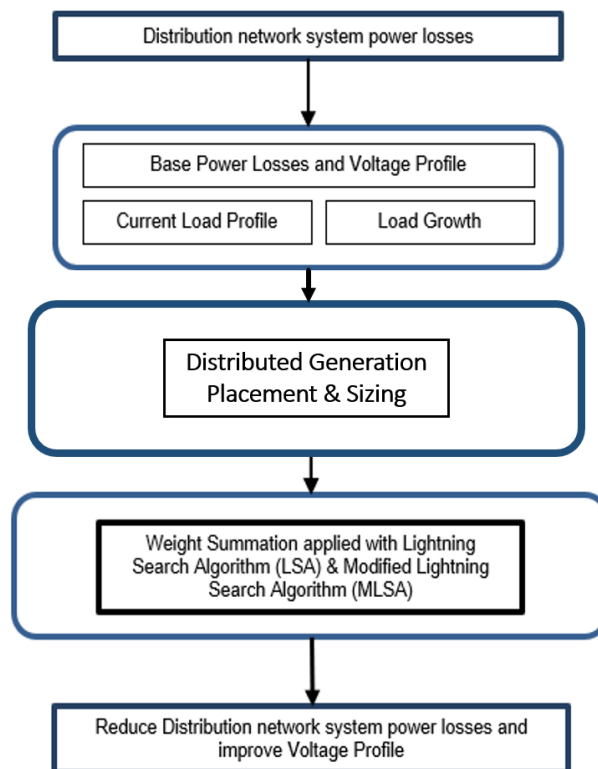 Distribution network system power losses
Base Power Losses and Voltage Profile
Current Load Profile
Load Growth
Distributed Generation
Placement & Sizing
Weight Summation applied with Lightning
Search Algorithm (LSA) & Modified Lightning
Search Algorithm (MLSA)
Reduce Distribution network system power losses and
improve Voltage Profile